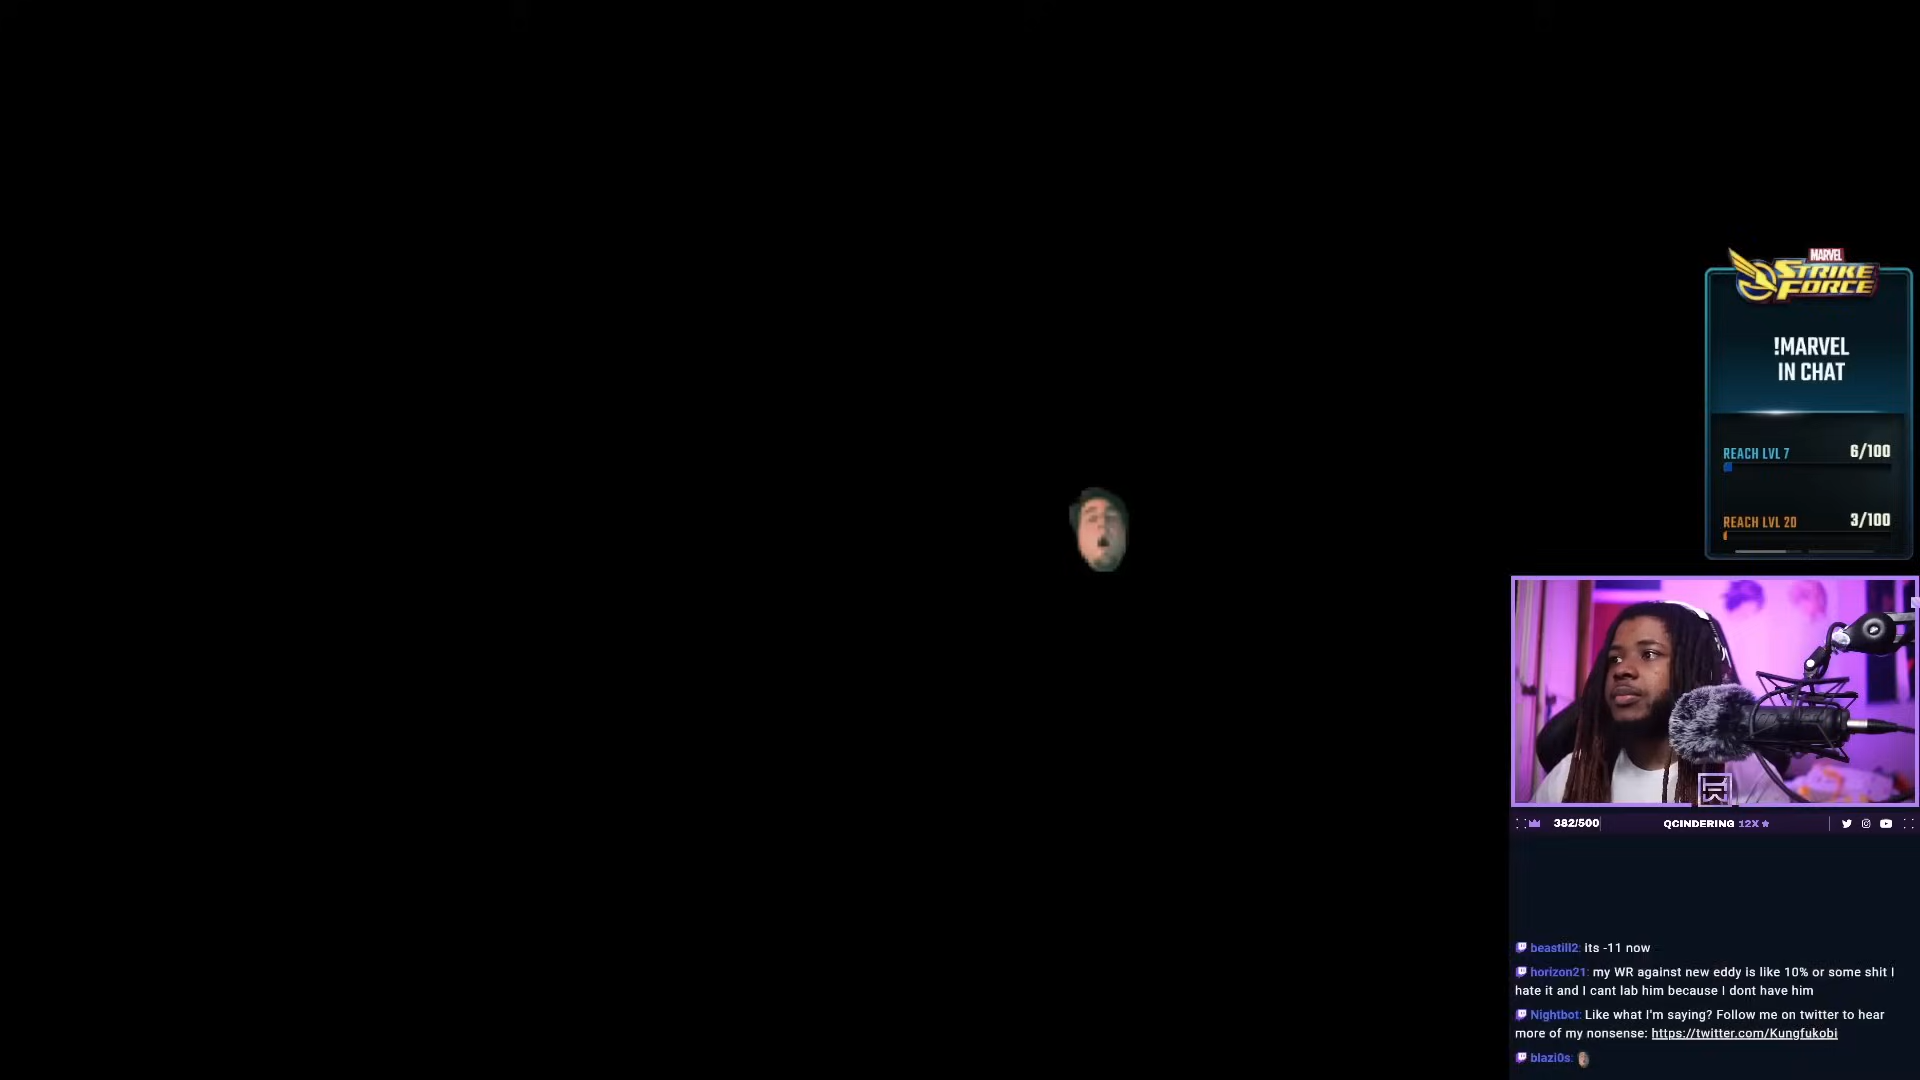 MARVEL
STRIKE
FORCE
!MARVEL
IN CHAT
REACH LVL 7 6/100
REACH LVL 20 3/100
382/500 QCINDERING 12X
beastill2: its -11 now
horizon21: my WR against new eddy is like 10% or some shit I
hate it and I cant lab him because I dont have him
Nightbot: Like what I'm saying? Follow me on twitter to hear
more of my nonsense: https://twitter.com/Kungfukobi
blazi0s: